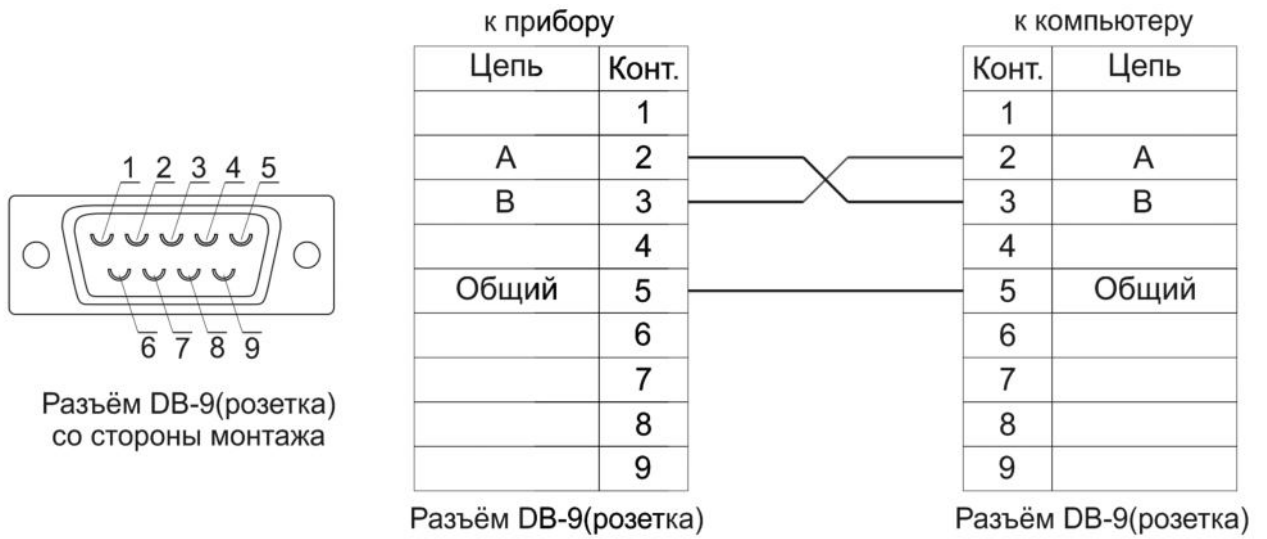 1 2 3 4 5
6 7 8 9
Разъём DB-9(розетка)
со стороны монтажа
к прибору
Цепь Конт.
1
A 2
B 3
4
Общий 5
6
7
8
9
Разъём DB-9(розетка)
к компьютеру
Конт. Цепь
1
2 A
3 B
4
5 Общий
6
7
8
9
Разъём DB-9(розетка)